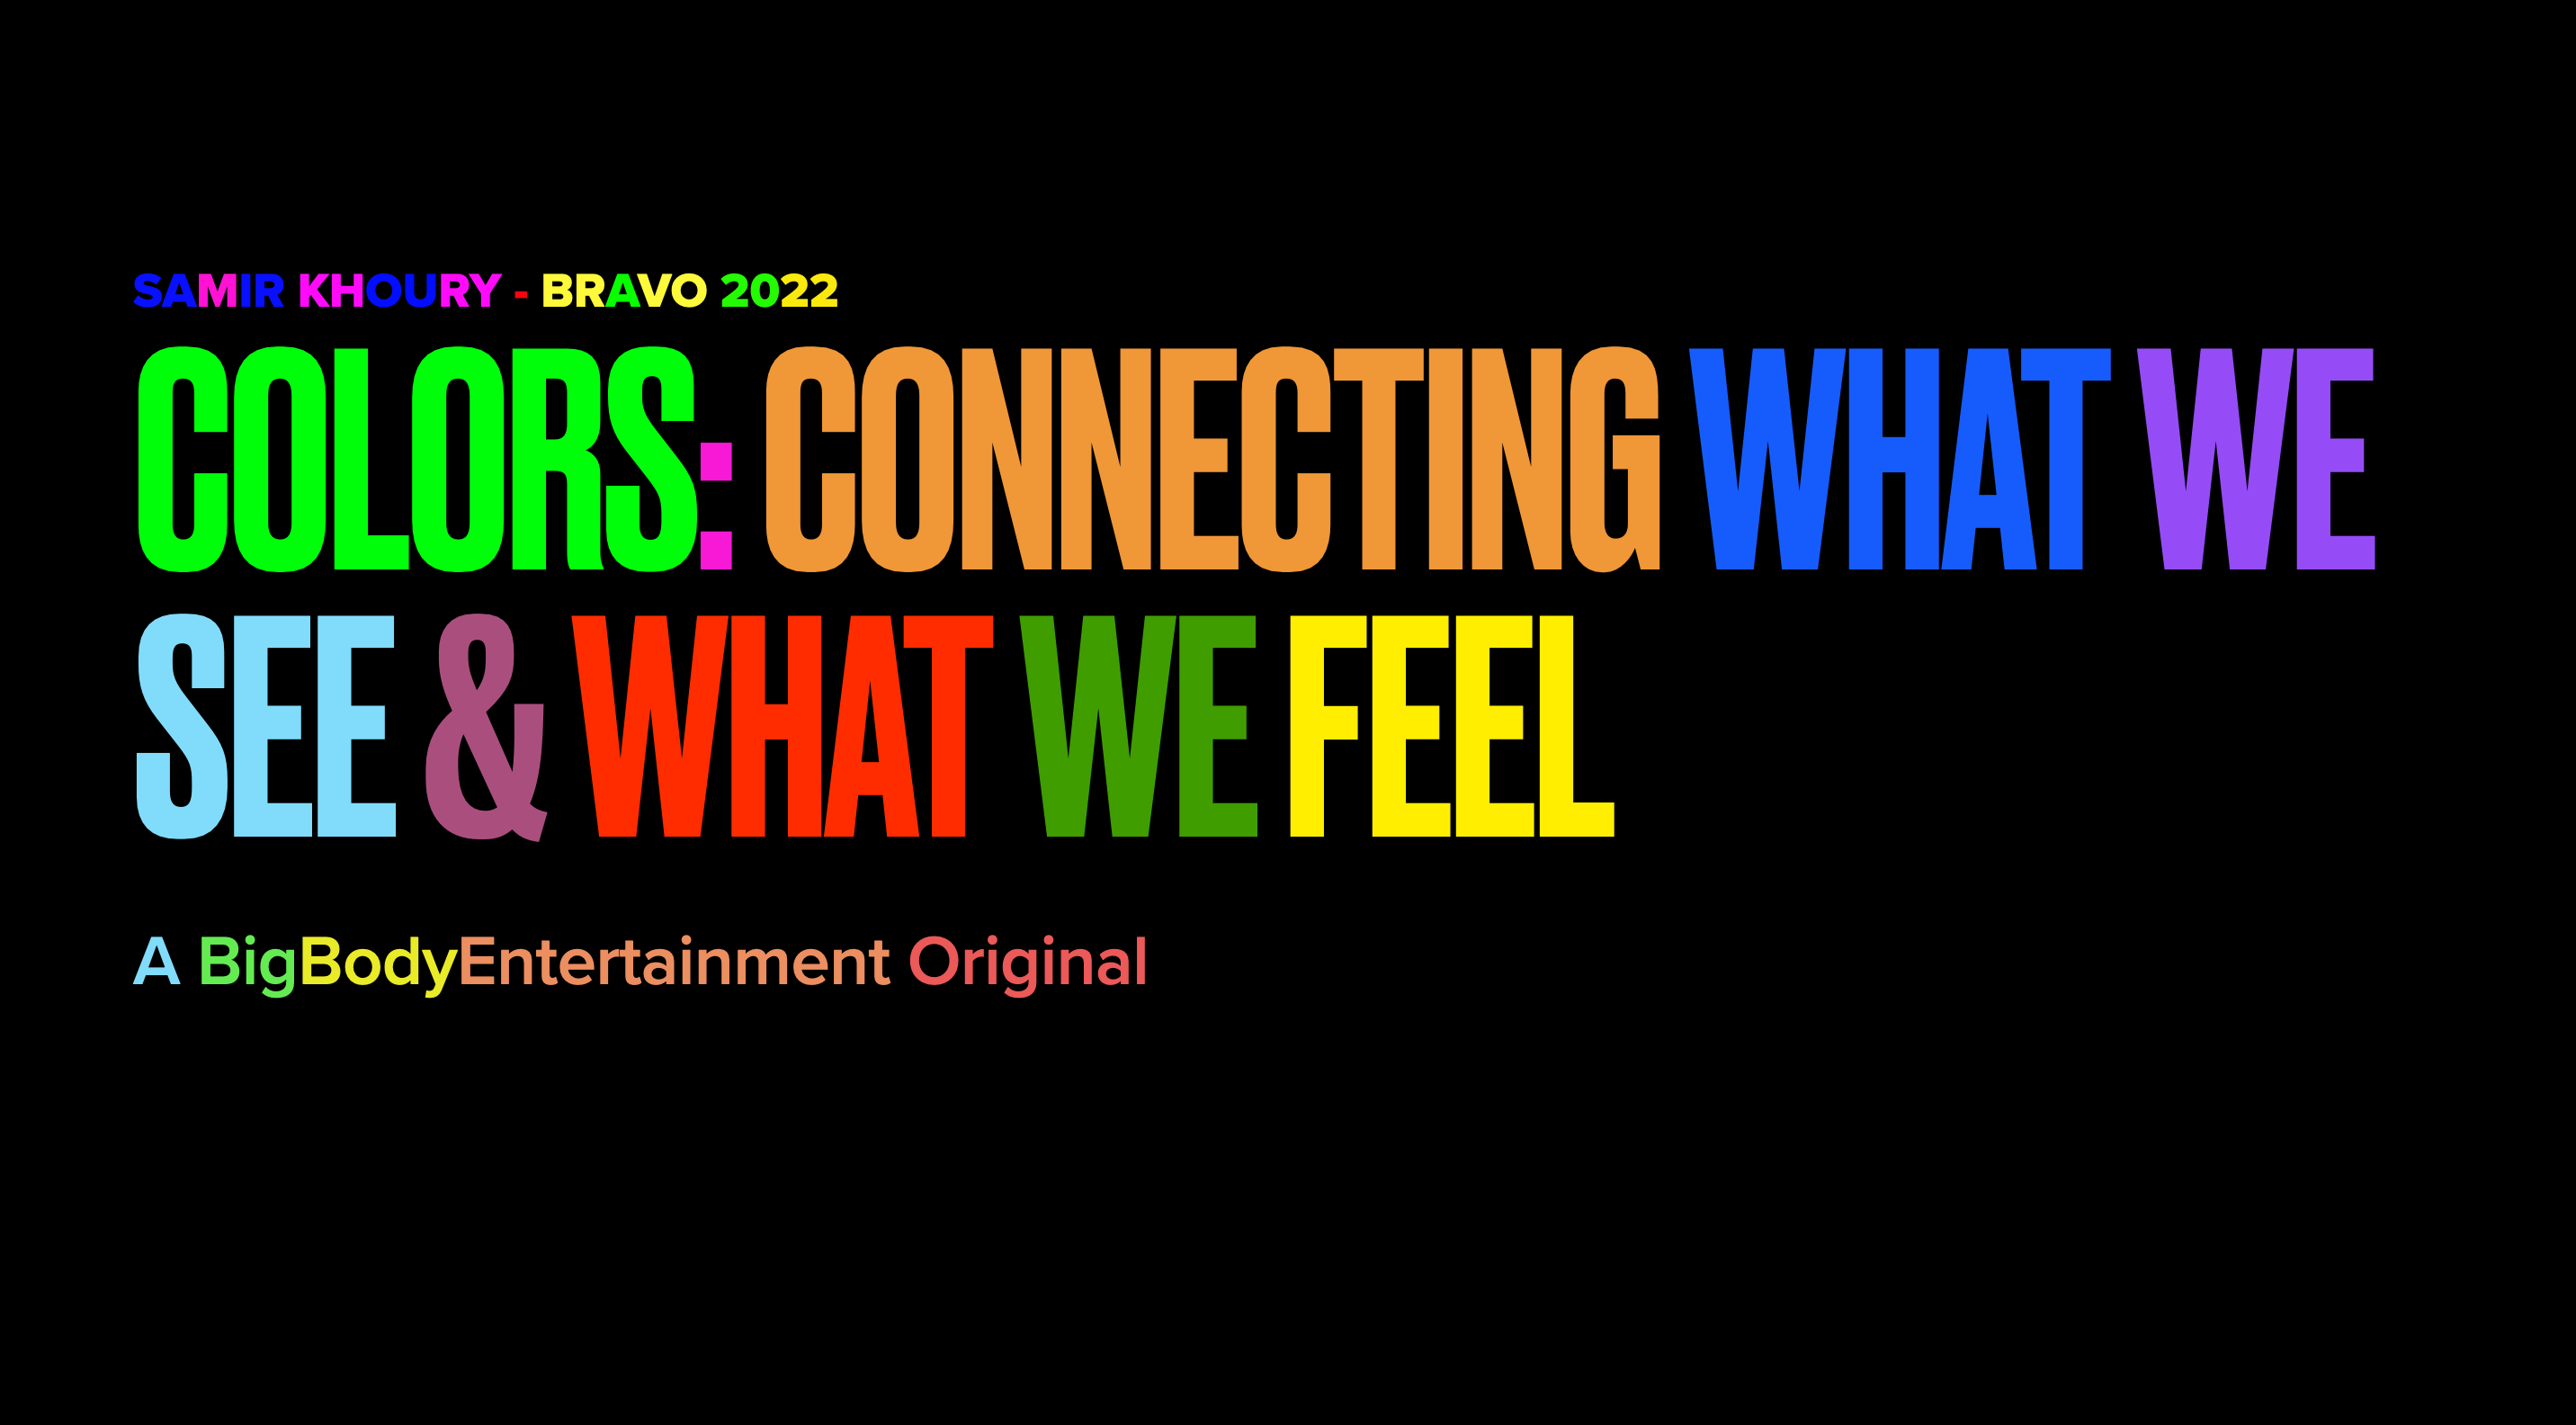 SAMIR KHOURY - BRAVO 2022
COLORS: CONNECTING WHAT WE
SEE & WHAT WE FEEL
A BigBodyEntertainment Original